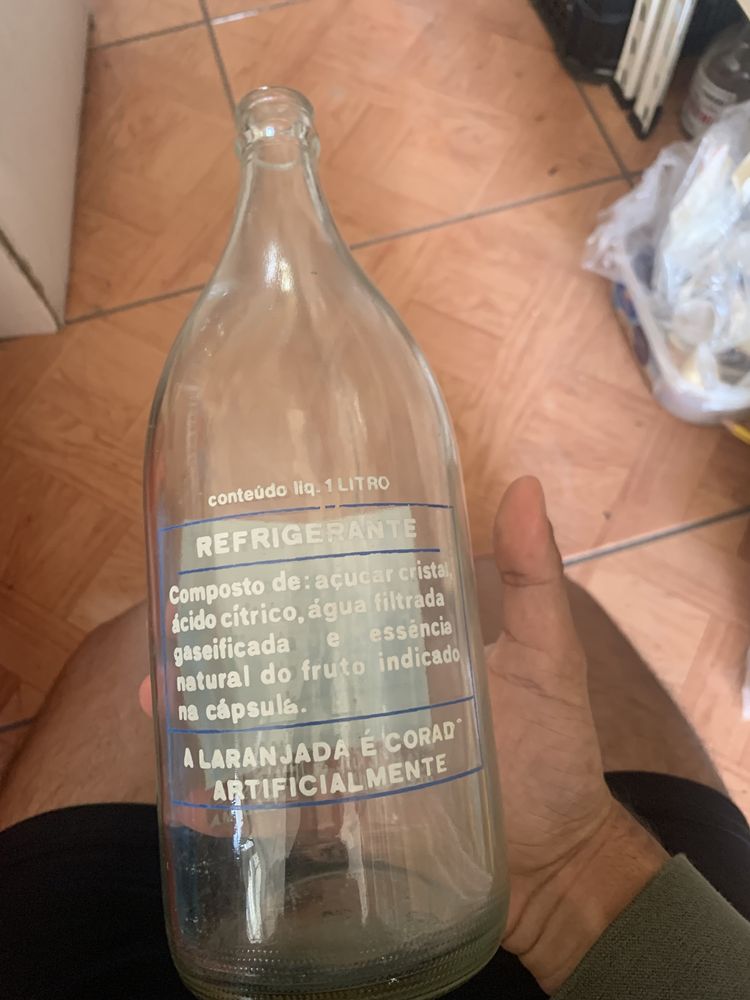 conteúdo liq. 1 LITRO
REFRIGERANTE
Composto de: açucar cristal,
ácido cítrico, água filtrada
gaseificada e essência
natural do fruto indicado
na cápsula.
A LARANJADA É CORAD
ARTIFICIALMENTE